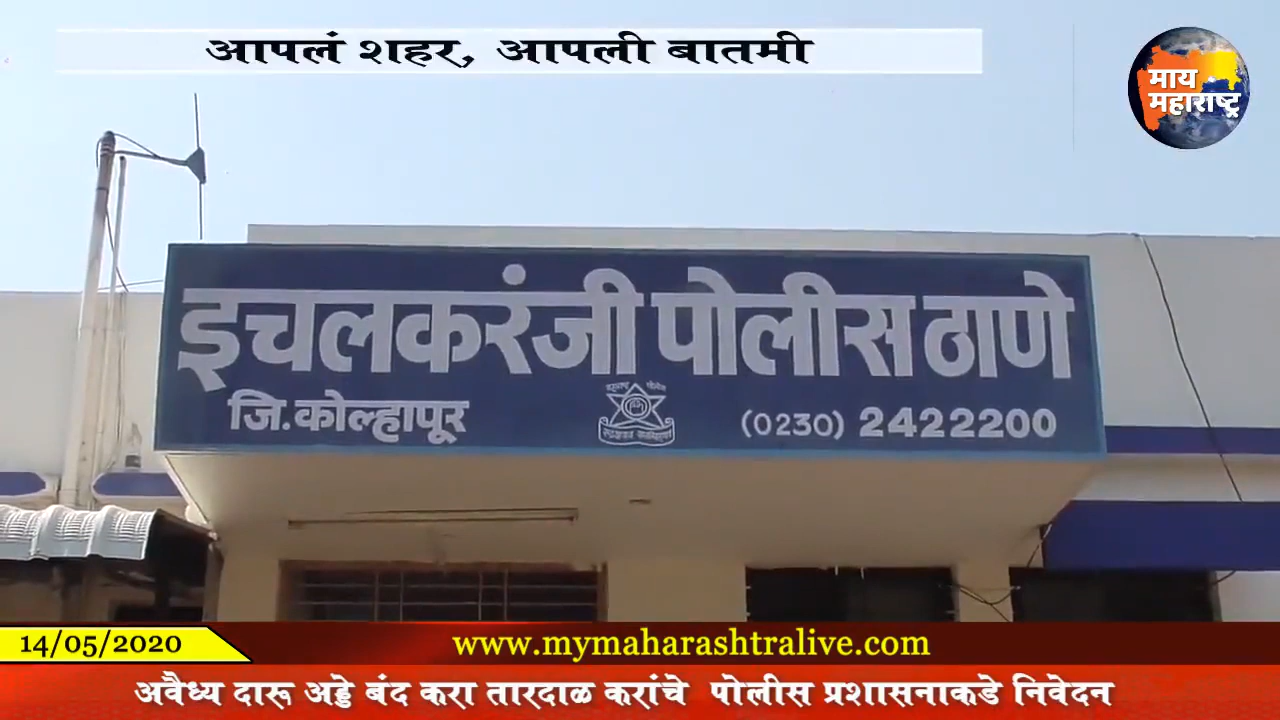 आपलं शहर, आपली बातमी
माय
महाराष्ट्र
इचलकरंजी पोलीस ठाणे
जि.कोल्हापूर
(0230) 2422200
14/05/2020
www.mymaharashtralive.com
अवैध्य दारू अड्डे बंद करा तारदाळ करांचे पोलीस प्रशासनाकडे निवेदन